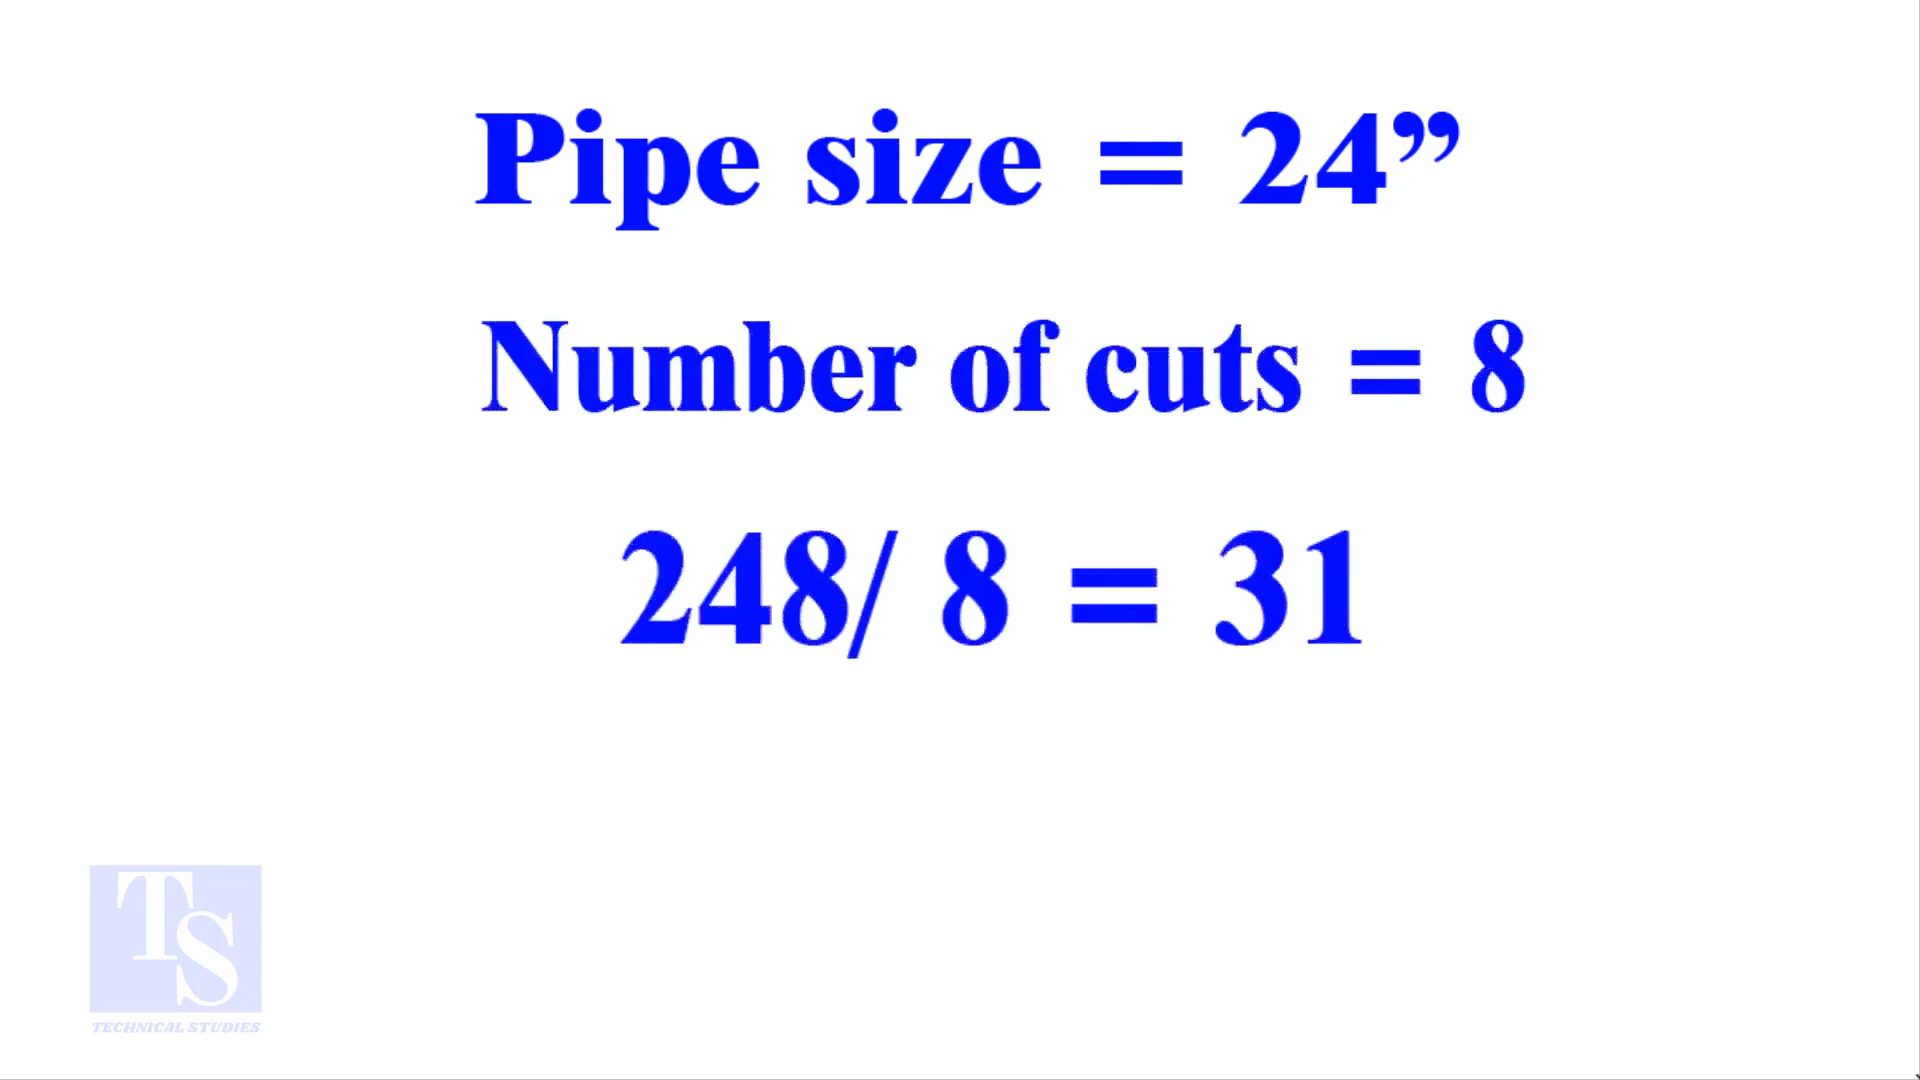 Pipe size = 24”
Number of cuts = 8
248/ 8 = 31
TS
TECHNICAL STUDIES